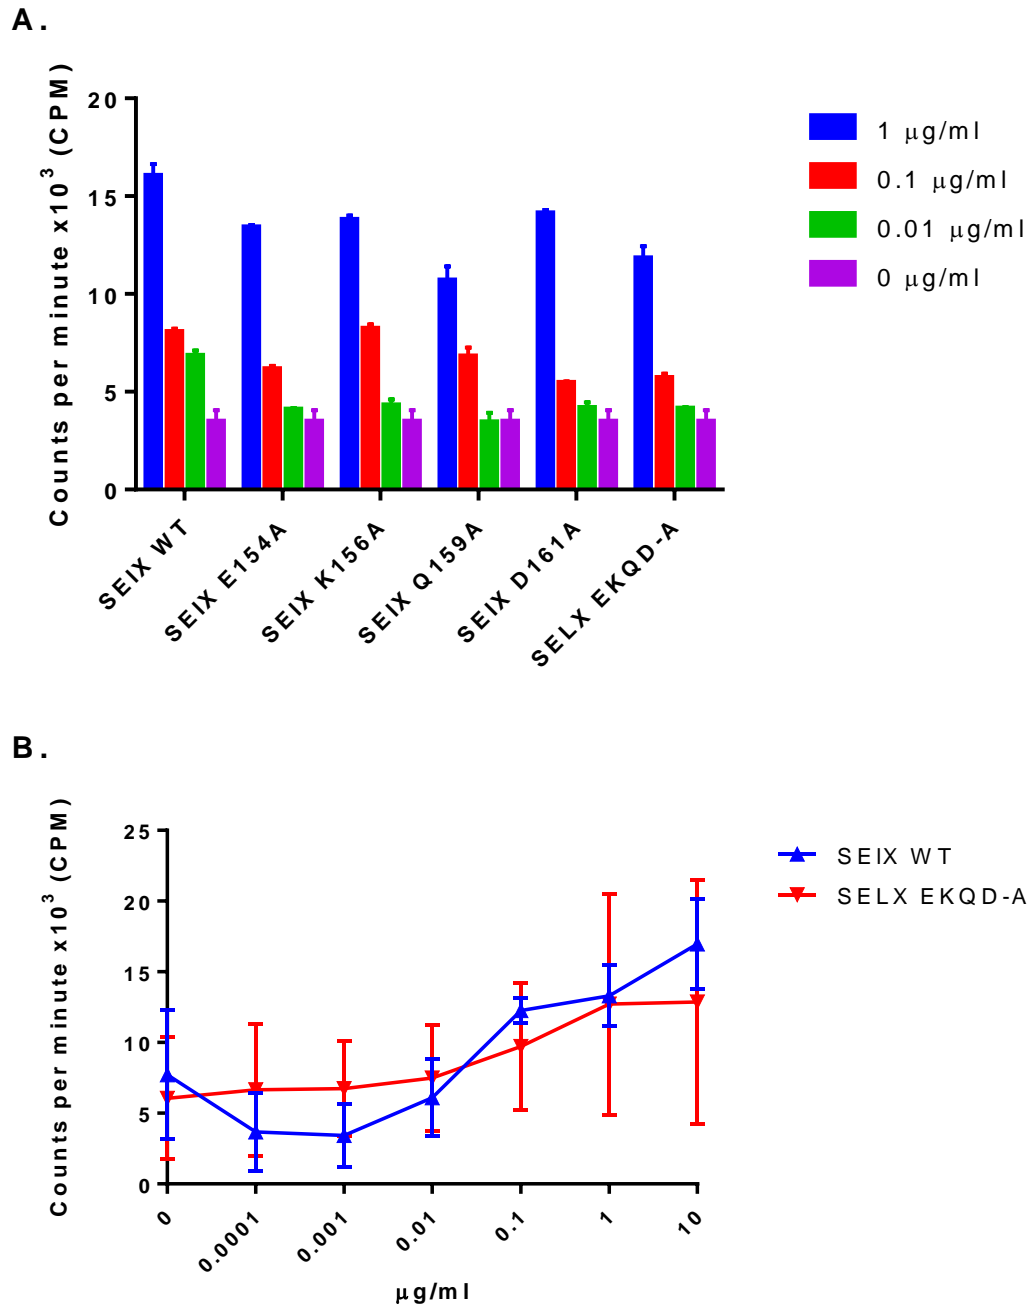 A.
Counts per minute x10³ (CPM)
20
15
10
5
0
SEIX WT
SEIX E154A
SEIX K156A
SEIX Q159A
SEIX D161A
SELX EKQD-A
1 μg/ml
0.1 μg/ml
0.01 μg/ml
0 μg/ml
B.
Counts per minute x10³ (CPM)
25
20
15
10
5
0
0
0.0001
0.001
0.01
0.1
1
10
μg/ml
SEIX WT
SELX EKQD-A